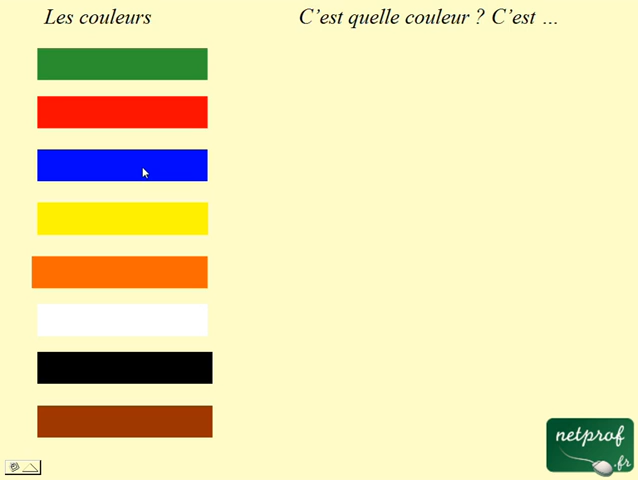 Les couleurs
C’est quelle couleur ? C’est …
netprof
.fr